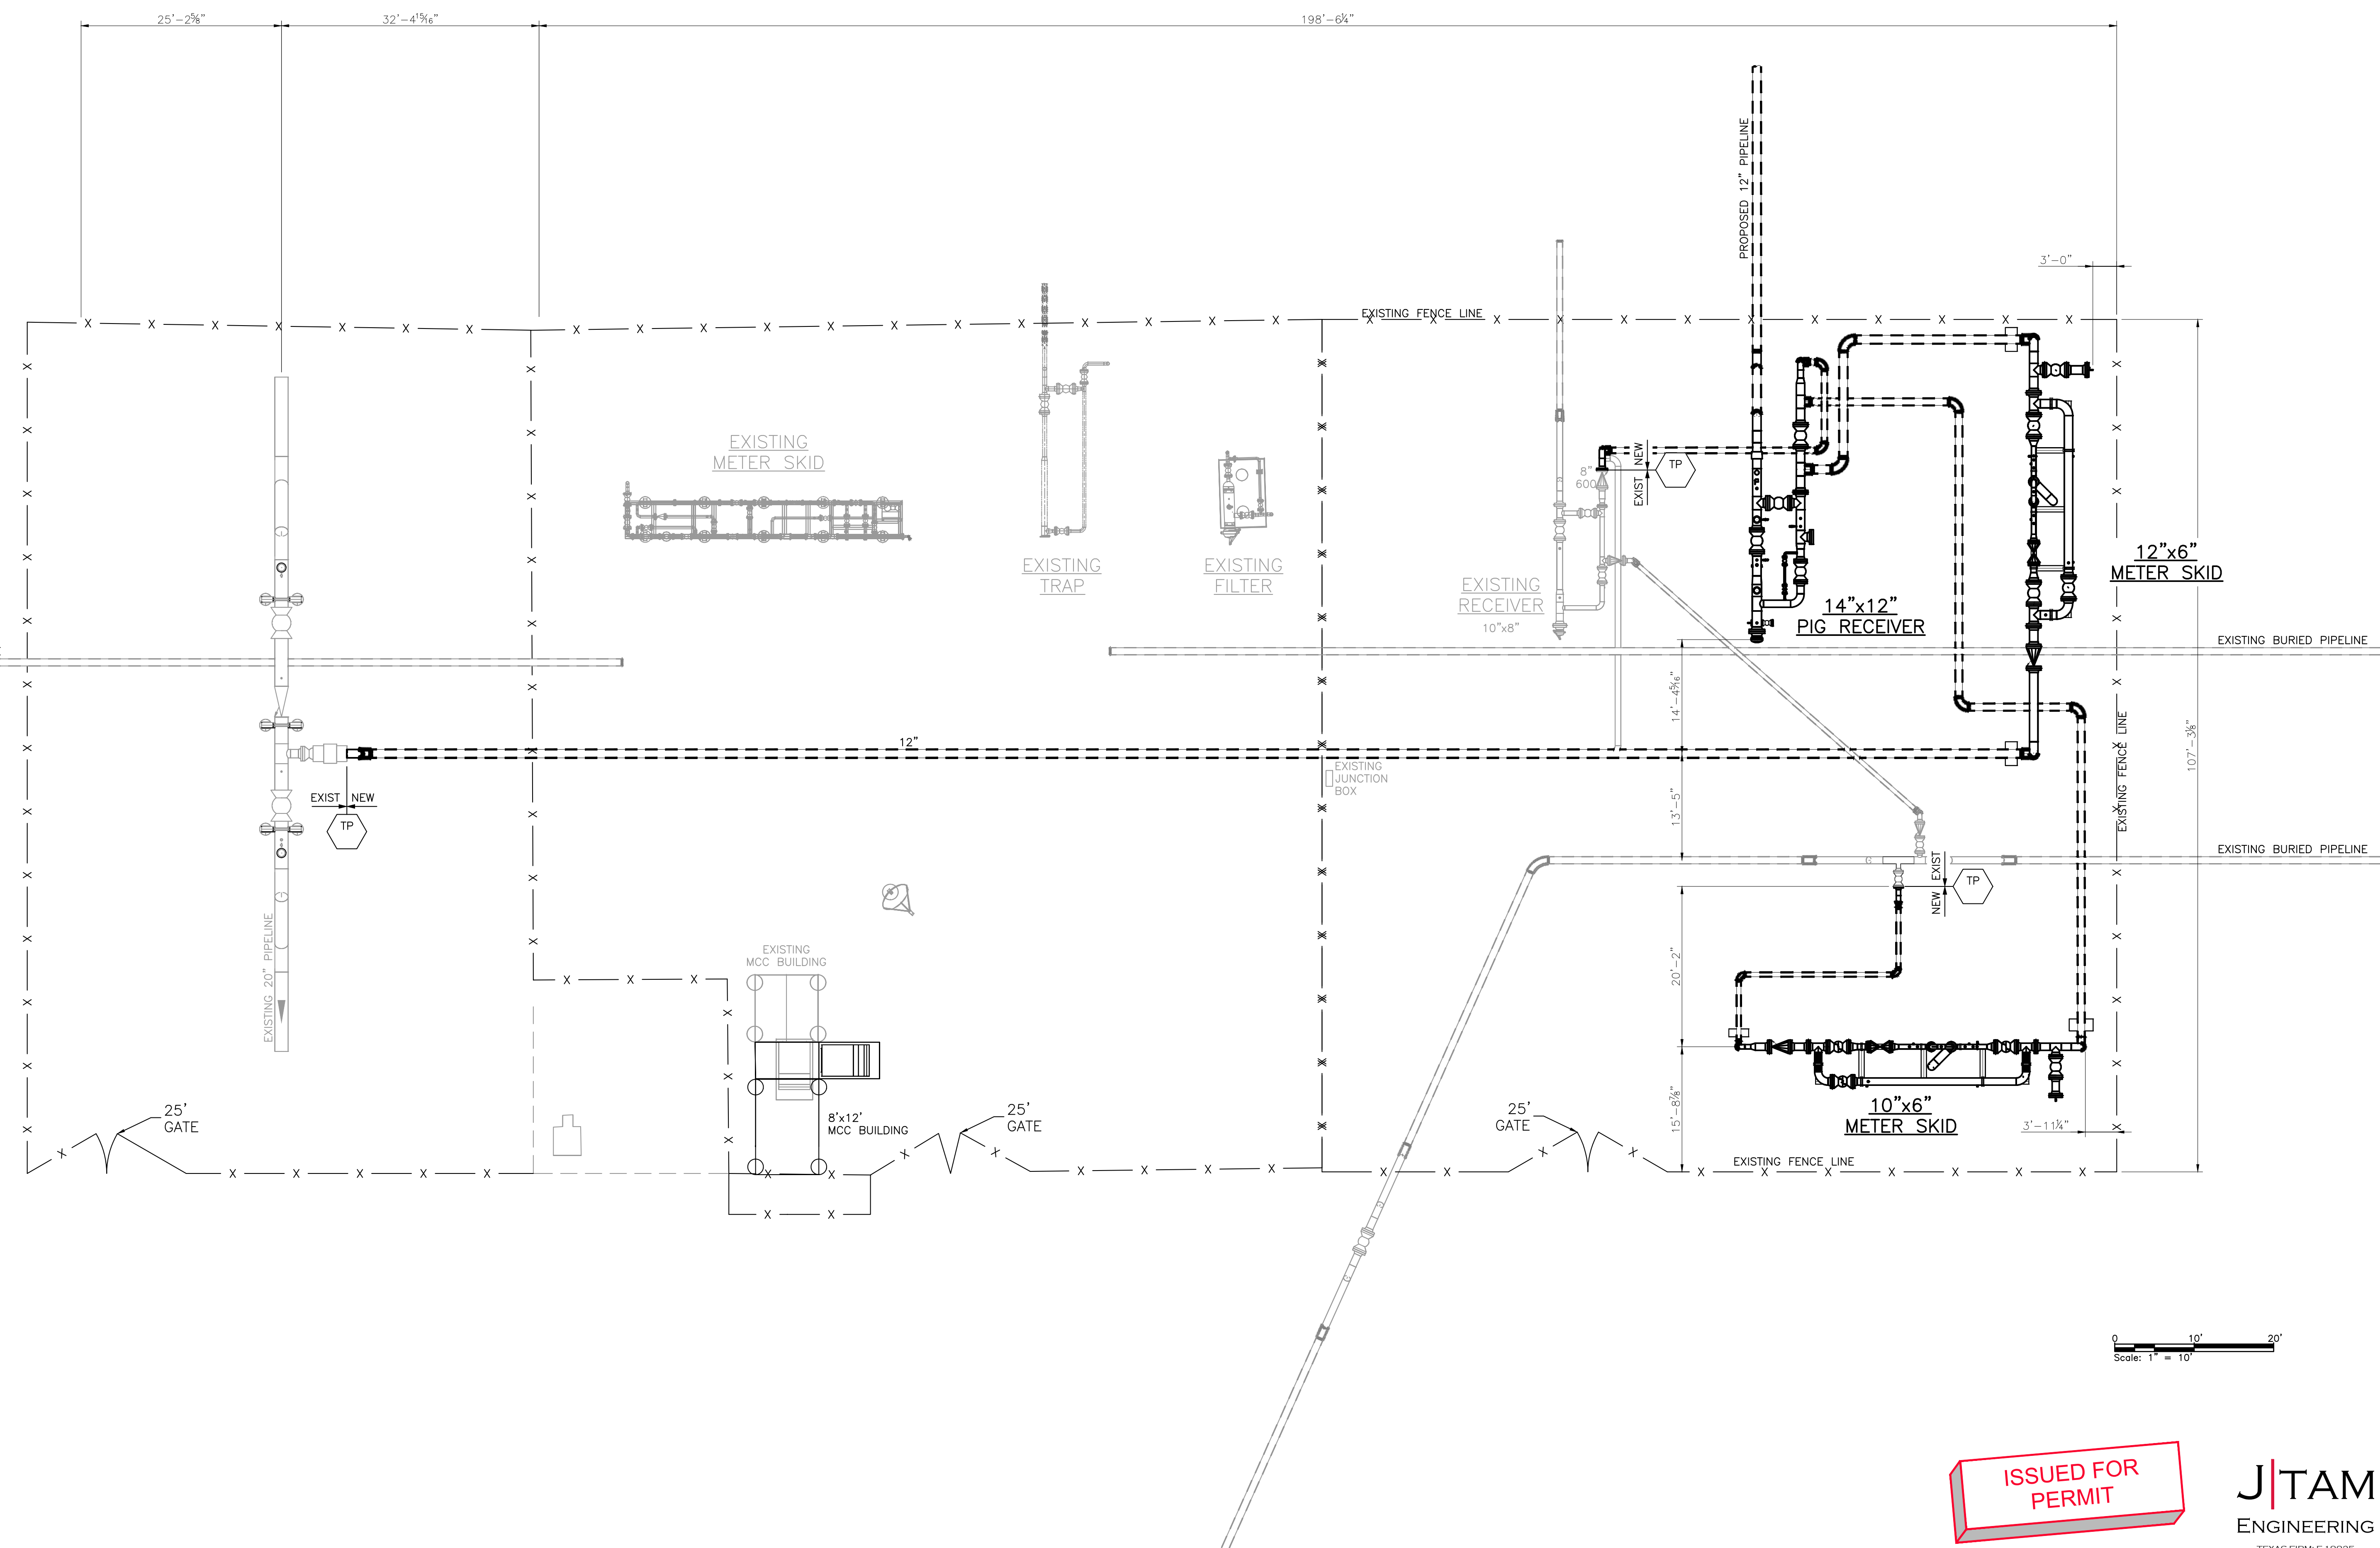 25'-2⅝"
32'-4¹⁵⁄₁₆"
198'-6¼"
PROPOSED 12" PIPELINE
3'-0"
EXISTING FENCE LINE
EXISTING
METER SKID
EXISTING
TRAP
EXISTING
FILTER
EXISTING
RECEIVER
10"x8"
8"
600
EXIST
NEW
TP
14"x12"
PIG RECEIVER
12"x6"
METER SKID
EXISTING BURIED PIPELINE
14'-4⁵⁄₁₆"
107'-3⅜"
EXISTING FENCE LINE
12"
EXISTING
JUNCTION
BOX
EXIST
NEW
TP
13'-5"
EXISTING BURIED PIPELINE
EXIST
NEW
TP
EXISTING 20" PIPELINE
EXISTING
MCC BUILDING
20'-2"
25'
GATE
8'x12'
MCC BUILDING
25'
GATE
25'
GATE
15'-8⅞"
10"x6"
METER SKID
3'-11¼"
EXISTING FENCE LINE
0 10' 20'
Scale: 1" = 10'
ISSUED FOR
PERMIT
J|TAM
ENGINEERING